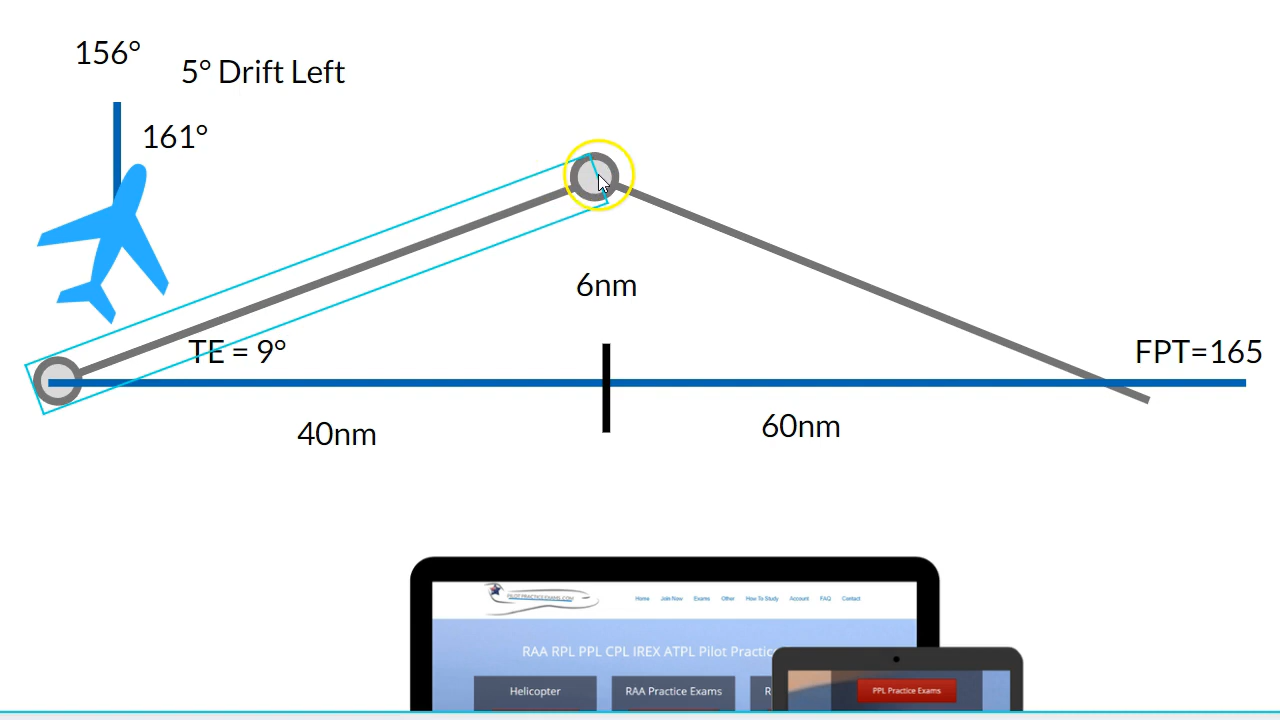 156°
5° Drift Left
161°
6nm
TE = 9°
FPT=165
40nm
60nm
Home Join Now Exams Other How To Study Account FAQ Contact
RAA RPL PPL CPL IREX ATPL Pilot Practic
Helicopter
RAA Practice Exams
R
PPL Practice Exams